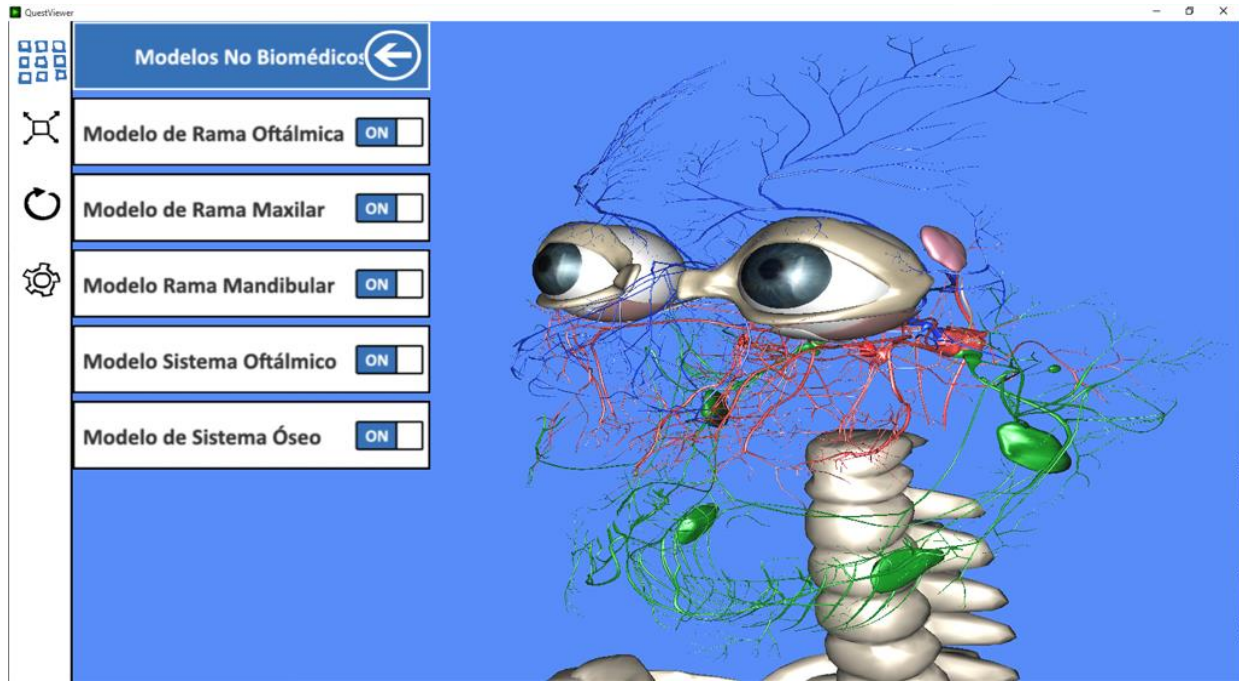 QuestViewer
Modelos No Biomédicos
Modelo de Rama Oftálmica ON
Modelo de Rama Maxilar ON
Modelo Rama Mandibular ON
Modelo Sistema Oftálmico ON
Modelo de Sistema Óseo ON